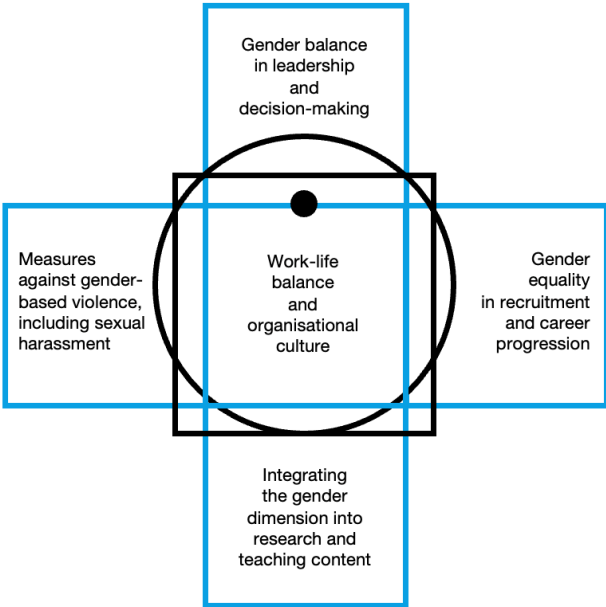 Gender balance
in leadership
and
decision-making
Measures
against gender-
based violence,
including sexual
harassment
Work-life
balance
and
organisational
culture
Gender
equality
in recruitment
and career
progression
Integrating
the gender
dimension into
research and
teaching content